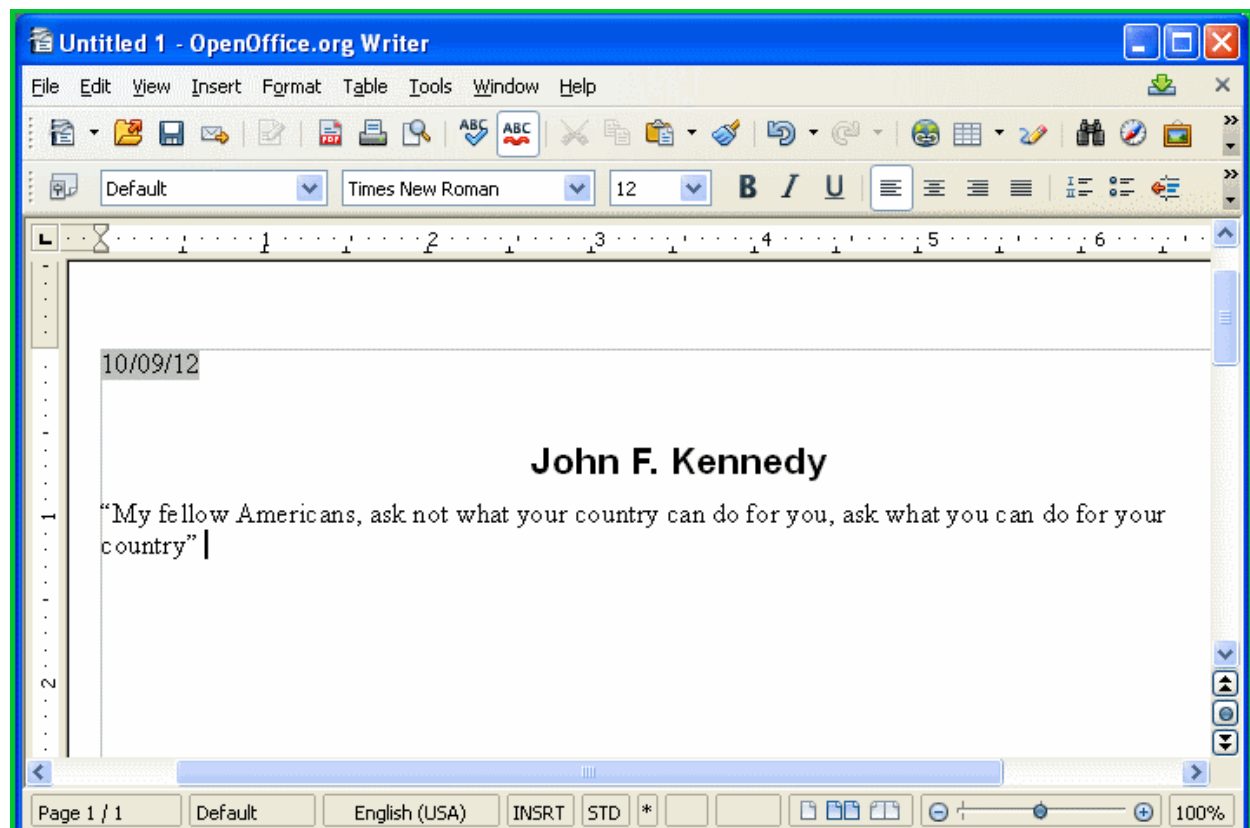 Untitled 1 - OpenOffice.org Writer
File Edit View Insert Format Table Tools Window Help
Default Times New Roman 12 B I U
1 2 3 4 5 6
10/09/12
John F. Kennedy
“My fellow Americans, ask not what your country can do for you, ask what you can do for your
country”
1
2
Page 1 / 1 Default English (USA) INSRT STD * 100%